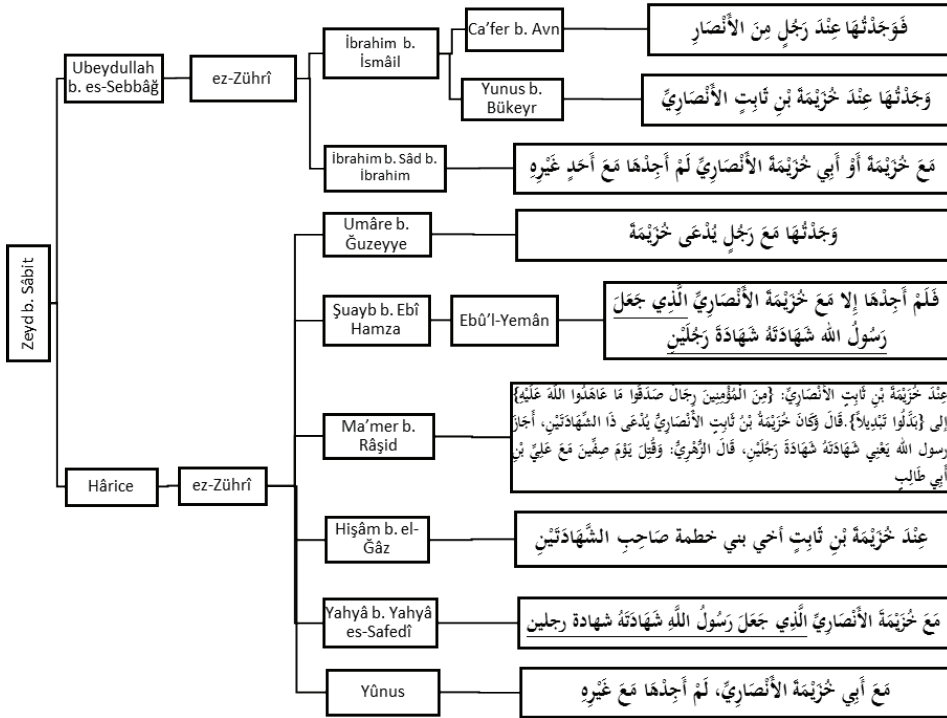 Zeyd b. Sâbit
Ubeydullah
b. es-Sebbâğ
ez-Zührî
İbrahim b.
İsmâil
Ca’fer b. Avn
فَوَجَدْتُهَا عِنْدَ رَجُلٍ مِنَ الْأَنْصَارِ
Yunus b.
Bükeyr
وَجَدْتُهَا عِنْدَ خُزَيْمَةَ بْنِ ثَابِتٍ الْأَنْصَارِيِّ
İbrahim b. Sâd b.
İbrahim
مَعَ خُزَيْمَةَ أَوْ أَبِي خُزَيْمَةَ الْأَنْصَارِيِّ لَمْ أَجِدْهَا مَعَ أَحَدٍ غَيْرِهِ
Hârice
ez-Zührî
Umâre b.
Ğuzeyye
وَجَدْتُهَا مَعَ رَجُلٍ يُدْعَى خُزَيْمَةَ
Şuayb b. Ebî
Hamza
Ebû’l-Yemân
فَلَمْ أَجِدْهَا إِلا مَعَ خُزَيْمَةَ الأَنْصَارِيِّ الَّذِي جَعَلَ
رَسُولُ الله شَهَادَتَهُ شَهَادَةَ رَجُلَيْنِ
Ma’mer b.
Râşid
عِنْدَ خُزَيْمَةَ بْنِ ثَابِتٍ الْأَنْصَارِيِّ: {مِنَ الْمُؤْمِنِينَ رِجَالٌ صَدَقُوا مَا عَاهَدُوا اللَّهَ عَلَيْهِ}
إلى {بَدَّلُوا تَبْدِيلاً}. قَالَ وَكَانَ خُزَيْمَةُ بْنُ ثَابِتٍ الْأَنْصَارِيُّ يُدْعَى ذَا الشَّهَادَتَيْنِ، أَجَازَ
رسول الله يَعْنِي شَهَادَتَهُ شَهَادَةَ رَجُلَيْنِ، قَالَ الزُّهْرِيُّ: وَقُتِلَ يَوْمَ صِفِّينَ مَعَ عَلِيِّ بْنِ
أَبِي طَالِبٍ
Hişâm b. el-
Ğâz
عِنْدَ خُزَيْمَةَ بْنِ ثَابِتٍ أخي بني خطمة صَاحِبِ الشَّهَادَتَيْنِ
Yahyâ b. Yahyâ
es-Safedî
مَعَ خُزَيْمَةَ الأَنْصَارِيِّ الَّذِي جَعَلَ رَسُولُ اللَّهِ شَهَادَتَهُ شهادة رجلين
Yûnus
مَعَ أَبِي خُزَيْمَةَ الأَنْصَارِيِّ، لَمْ أَجِدْهَا مَعَ غَيْرِهِ